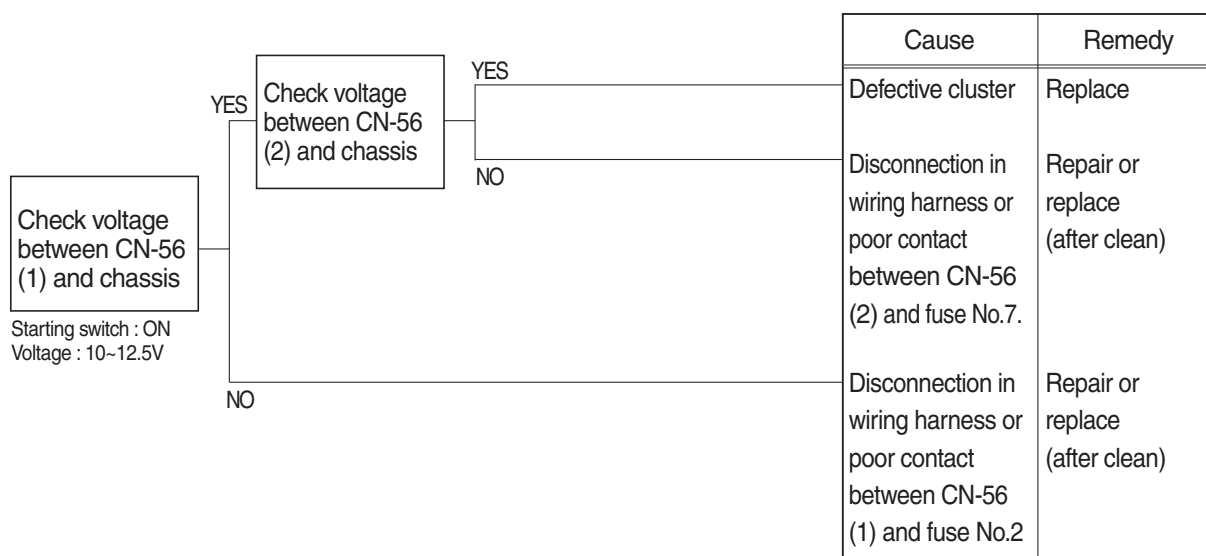 Cause
Remedy
YES
Check voltage
between CN-56
(2) and chassis
YES
Defective cluster
Replace
NO
Disconnection in
wiring harness or
poor contact
between CN-56
(2) and fuse No.7.
Repair or
replace
(after clean)
Check voltage
between CN-56
(1) and chassis
Starting switch : ON
Voltage : 10~12.5V
NO
Disconnection in
wiring harness or
poor contact
between CN-56
(1) and fuse No.2
Repair or
replace
(after clean)